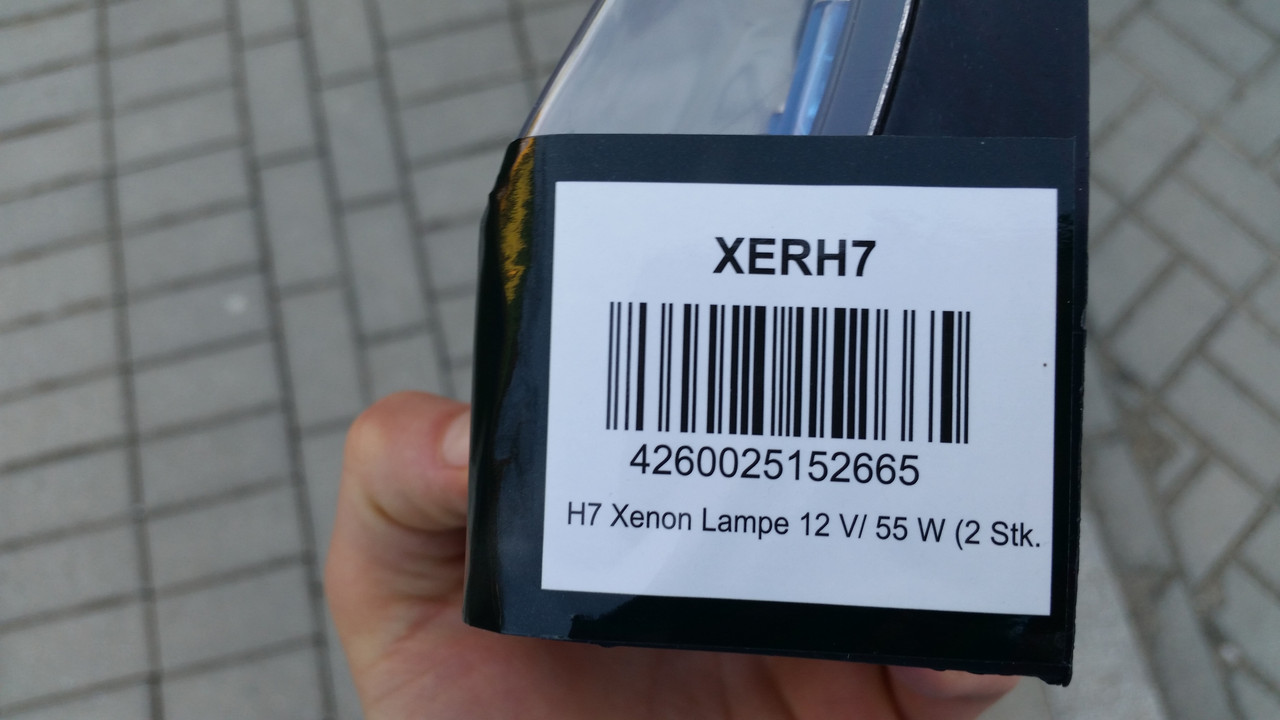 XERH7
4260025152665
H7 Xenon Lampe 12 V/ 55 W (2 Stk.